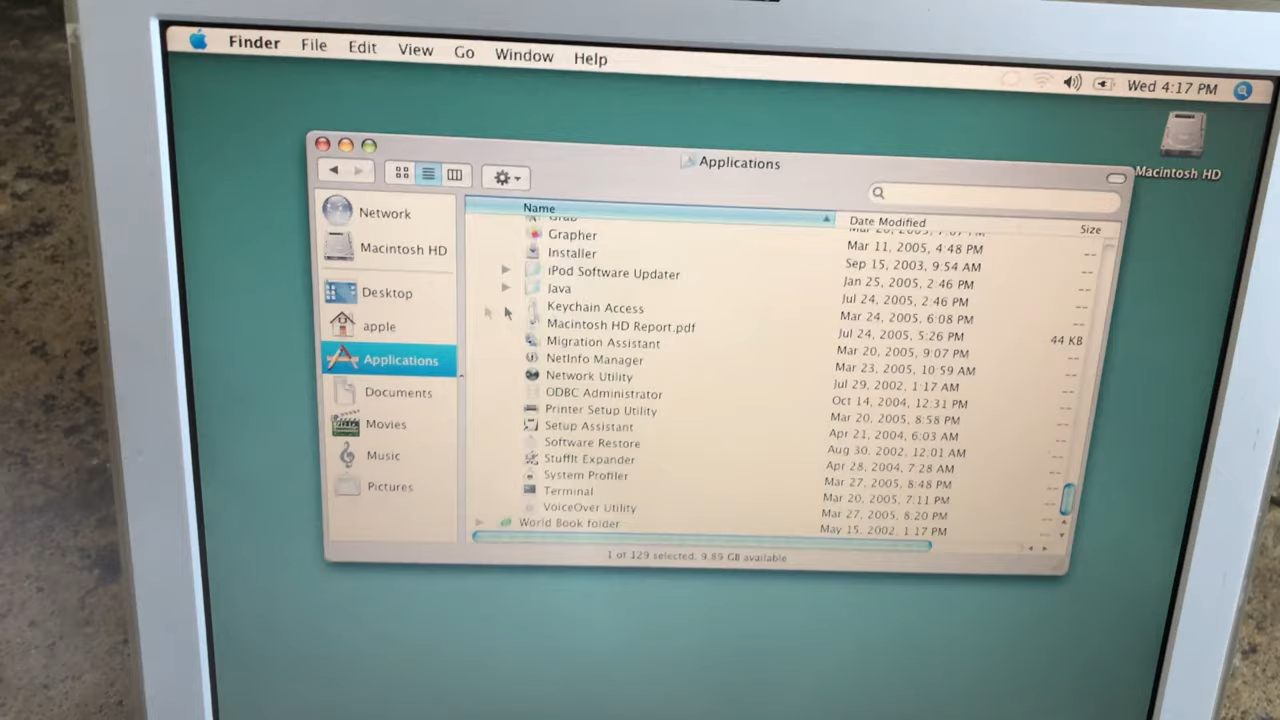 Finder File Edit View Go Window Help Wed 4:17 PM
Macintosh HD
Applications
Name Date Modified Size
Grab
Grapher Mar 11, 2005, 4:48 PM --
Installer Sep 15, 2003, 9:54 AM
iPod Software Updater Jan 25, 2005, 2:46 PM --
Java Jul 24, 2005, 2:46 PM --
Keychain Access Mar 24, 2005, 6:08 PM --
Macintosh HD Report.pdf Jul 24, 2005, 5:26 PM 44 KB
Migration Assistant Mar 20, 2005, 9:07 PM --
NetInfo Manager Mar 23, 2005, 10:59 AM --
Network Utility Jul 29, 2002, 1:17 AM --
ODBC Administrator Oct 14, 2004, 12:31 PM --
Printer Setup Utility Mar 20, 2005, 8:58 PM --
Setup Assistant Apr 21, 2004, 6:03 AM --
Software Restore Aug 30, 2002, 12:01 AM --
StuffIt Expander Apr 28, 2004, 7:28 AM --
System Profiler Mar 27, 2005, 8:48 PM --
Terminal Mar 20, 2005, 7:11 PM --
VoiceOver Utility Mar 27, 2005, 8:20 PM --
World Book folder May 15, 2002, 1:17 PM --
Network
Macintosh HD
Desktop
apple
Applications
Documents
Movies
Music
Pictures
1 of 129 selected, 9.89 GB available